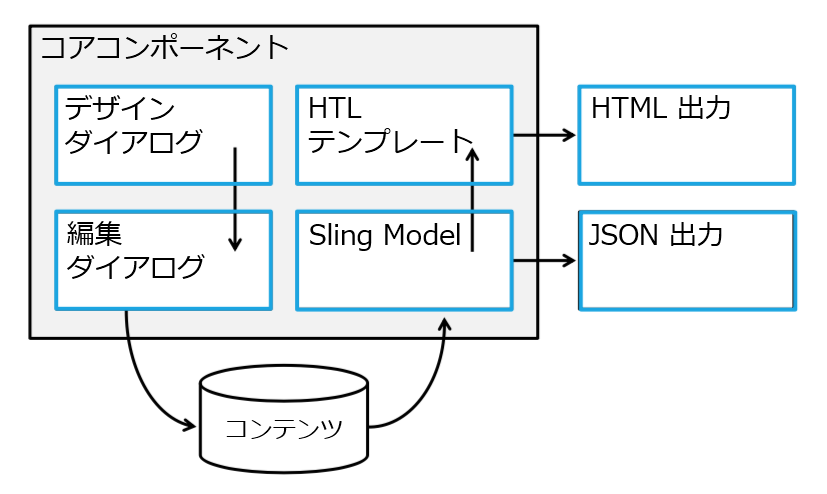 コアコンポーネント
デザイン
ダイアログ
HTL
テンプレート
HTML 出力
編集
ダイアログ
Sling Model
JSON 出力
コンテンツ